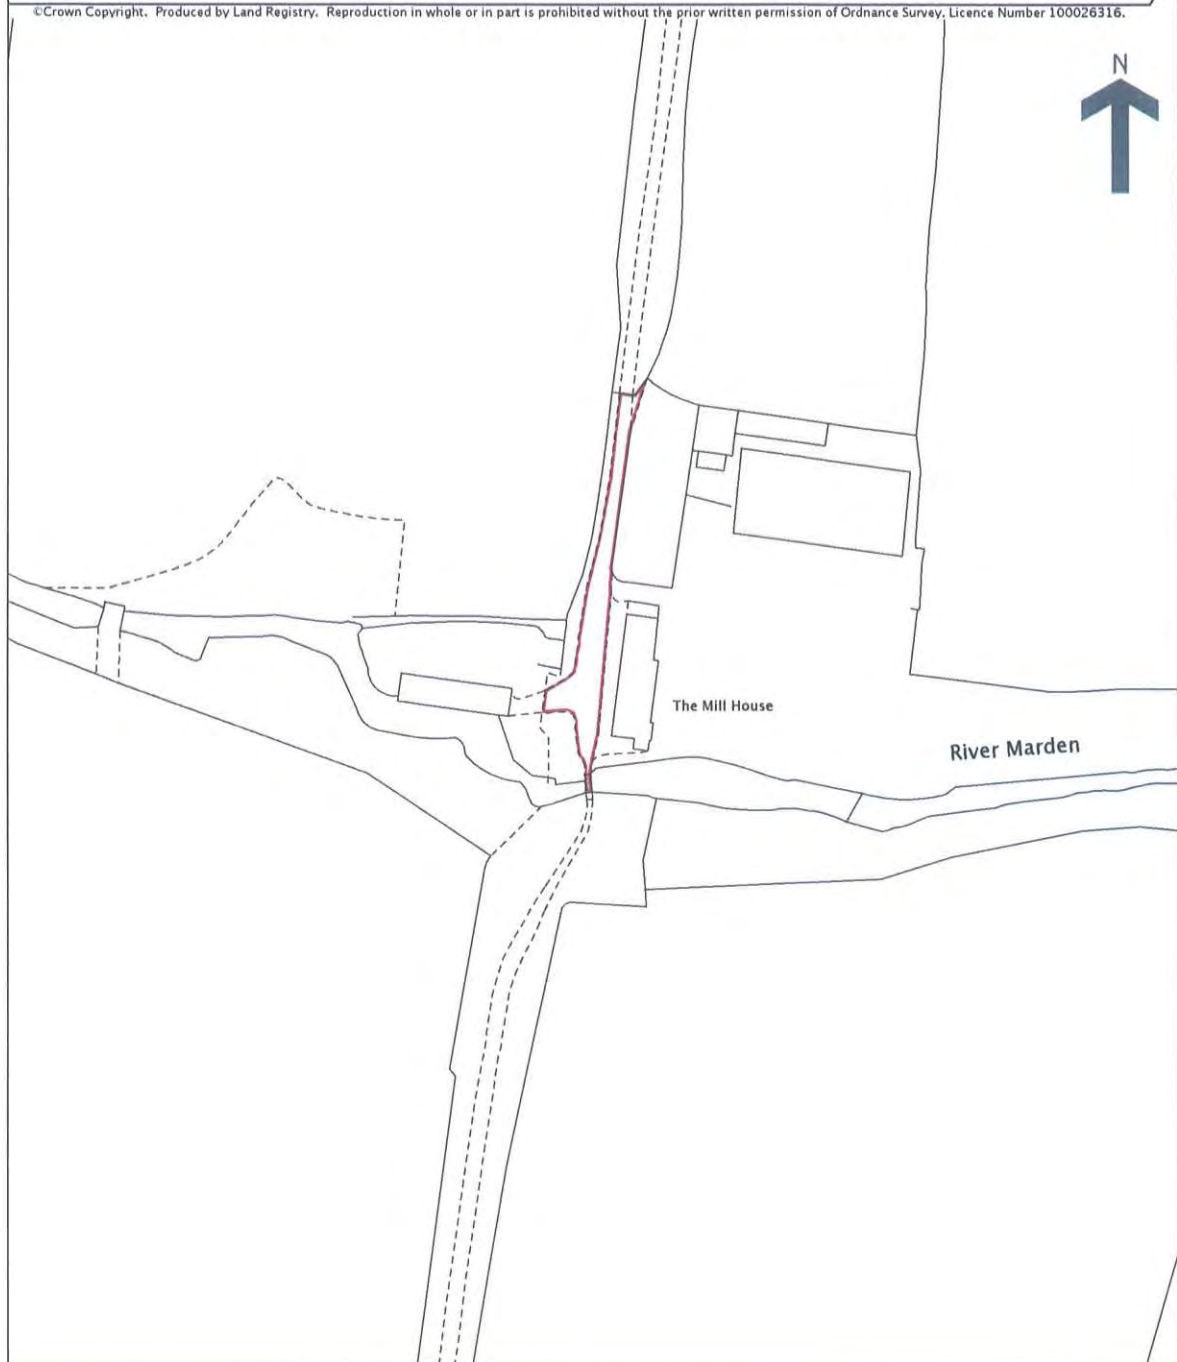 ©Crown Copyright. Produced by Land Registry. Reproduction in whole or in part is prohibited without the prior written permission of Ordnance Survey. Licence Number 100026316.
N
The Mill House
River Marden